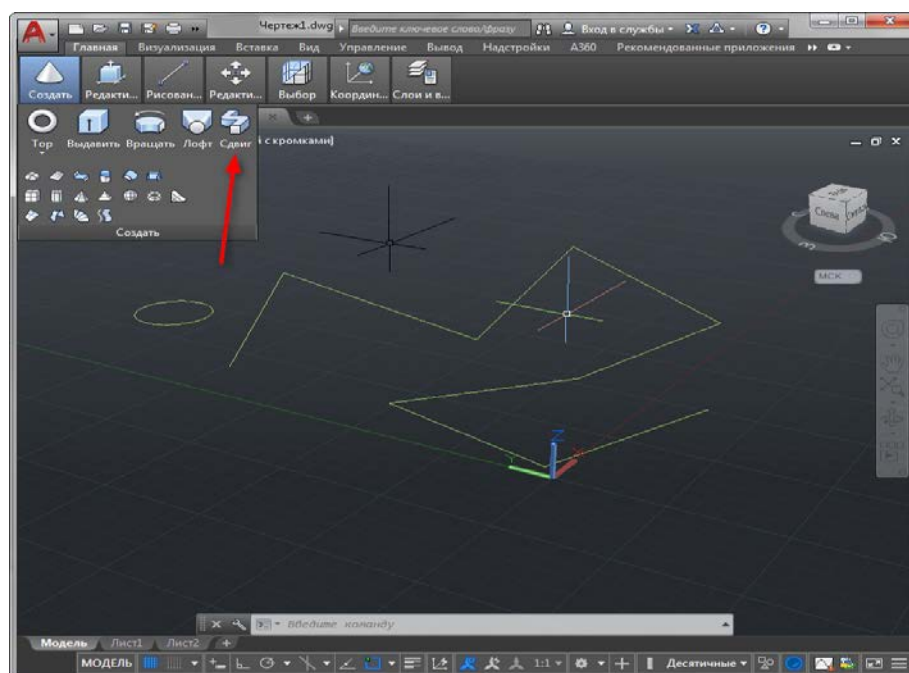 Чертеж1.dwg Введите ключевое слово/фразу Вход в службы
Главная Визуализация Вставка Вид Управление Вывод Надстройки A360 Рекомендованные приложения
Создать Редакти... Рисован... Редакти... Выбор Координ... Слои и в...
Тор Выдавить Вращать Лофт Сдвиг
й с кромками]
Создать
Слева
МСК
Z
Y
Введите команду
Модель Лист1 Лист2
МОДЕЛЬ 1:1 Десятичные